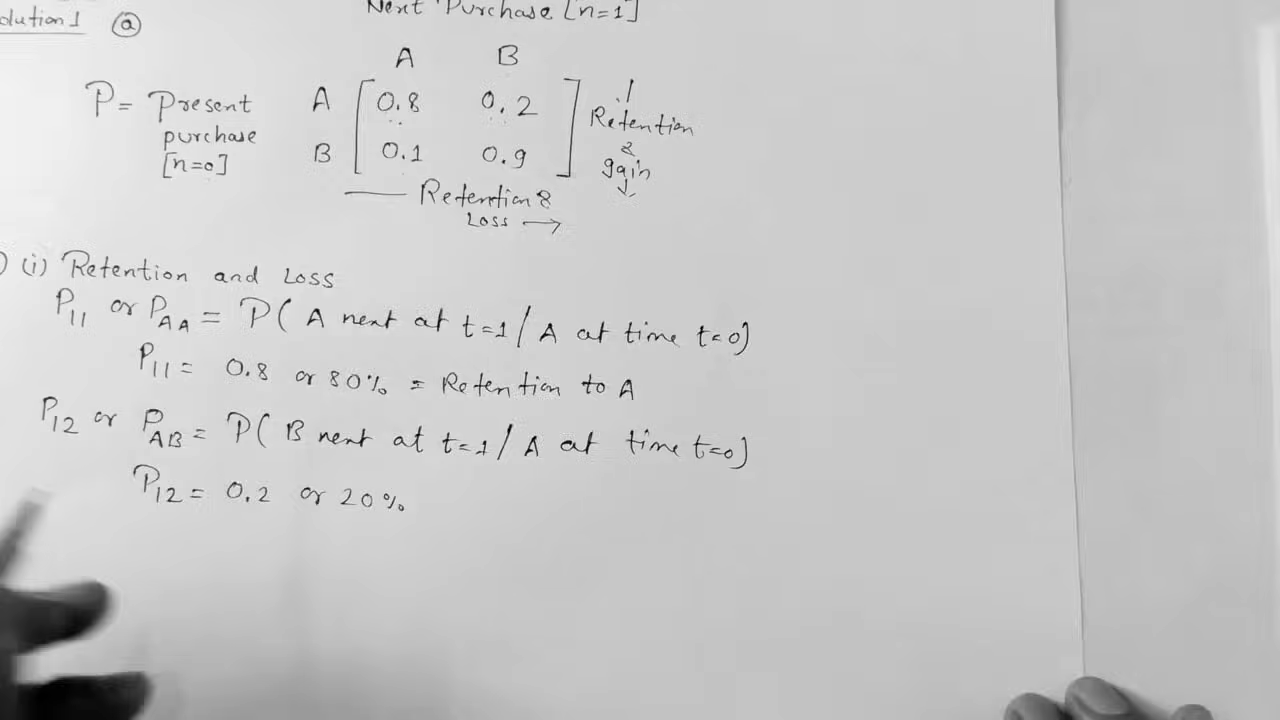 olution 1 (a)
Next Purchase [n=1]
A B
P = Present A [ 0.8 0.2 ]
purchase
[n=0] B 0.1 0.9
Retention
&
gain
Retention &
Loss →
) (i) Retention and Loss
P11 or PAA = P( A next at t=1/ A at time t=0)
P11 = 0.8 or 80% = Retention to A
P12 or PAB = P( B next at t=1/ A at time t=0)
P12 = 0.2 or 20%